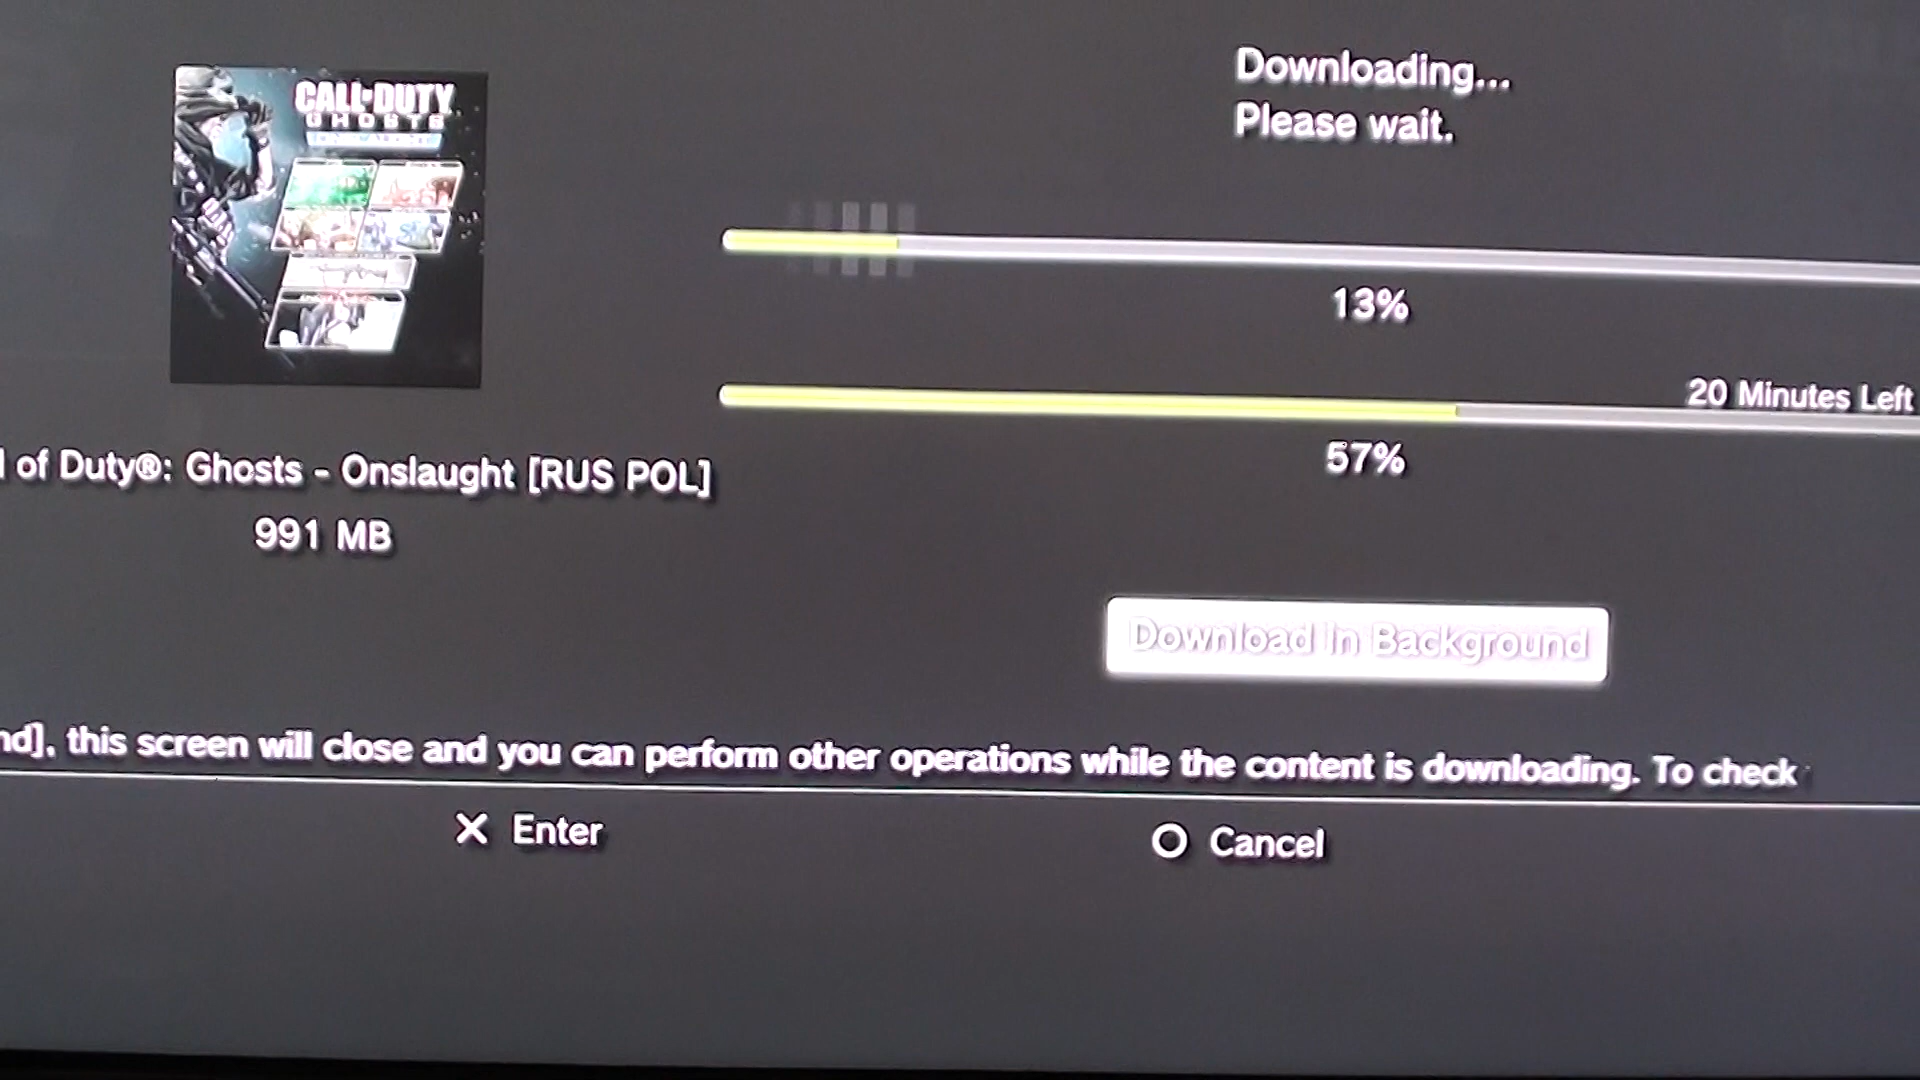 CALL OF DUTY
GHOSTS
Downloading...
Please wait.
13%
20 Minutes Left
57%
l of Duty®: Ghosts - Onslaught [RUS POL]
991 MB
Download in Background
nd], this screen will close and you can perform other operations while the content is downloading. To check
Enter
Cancel